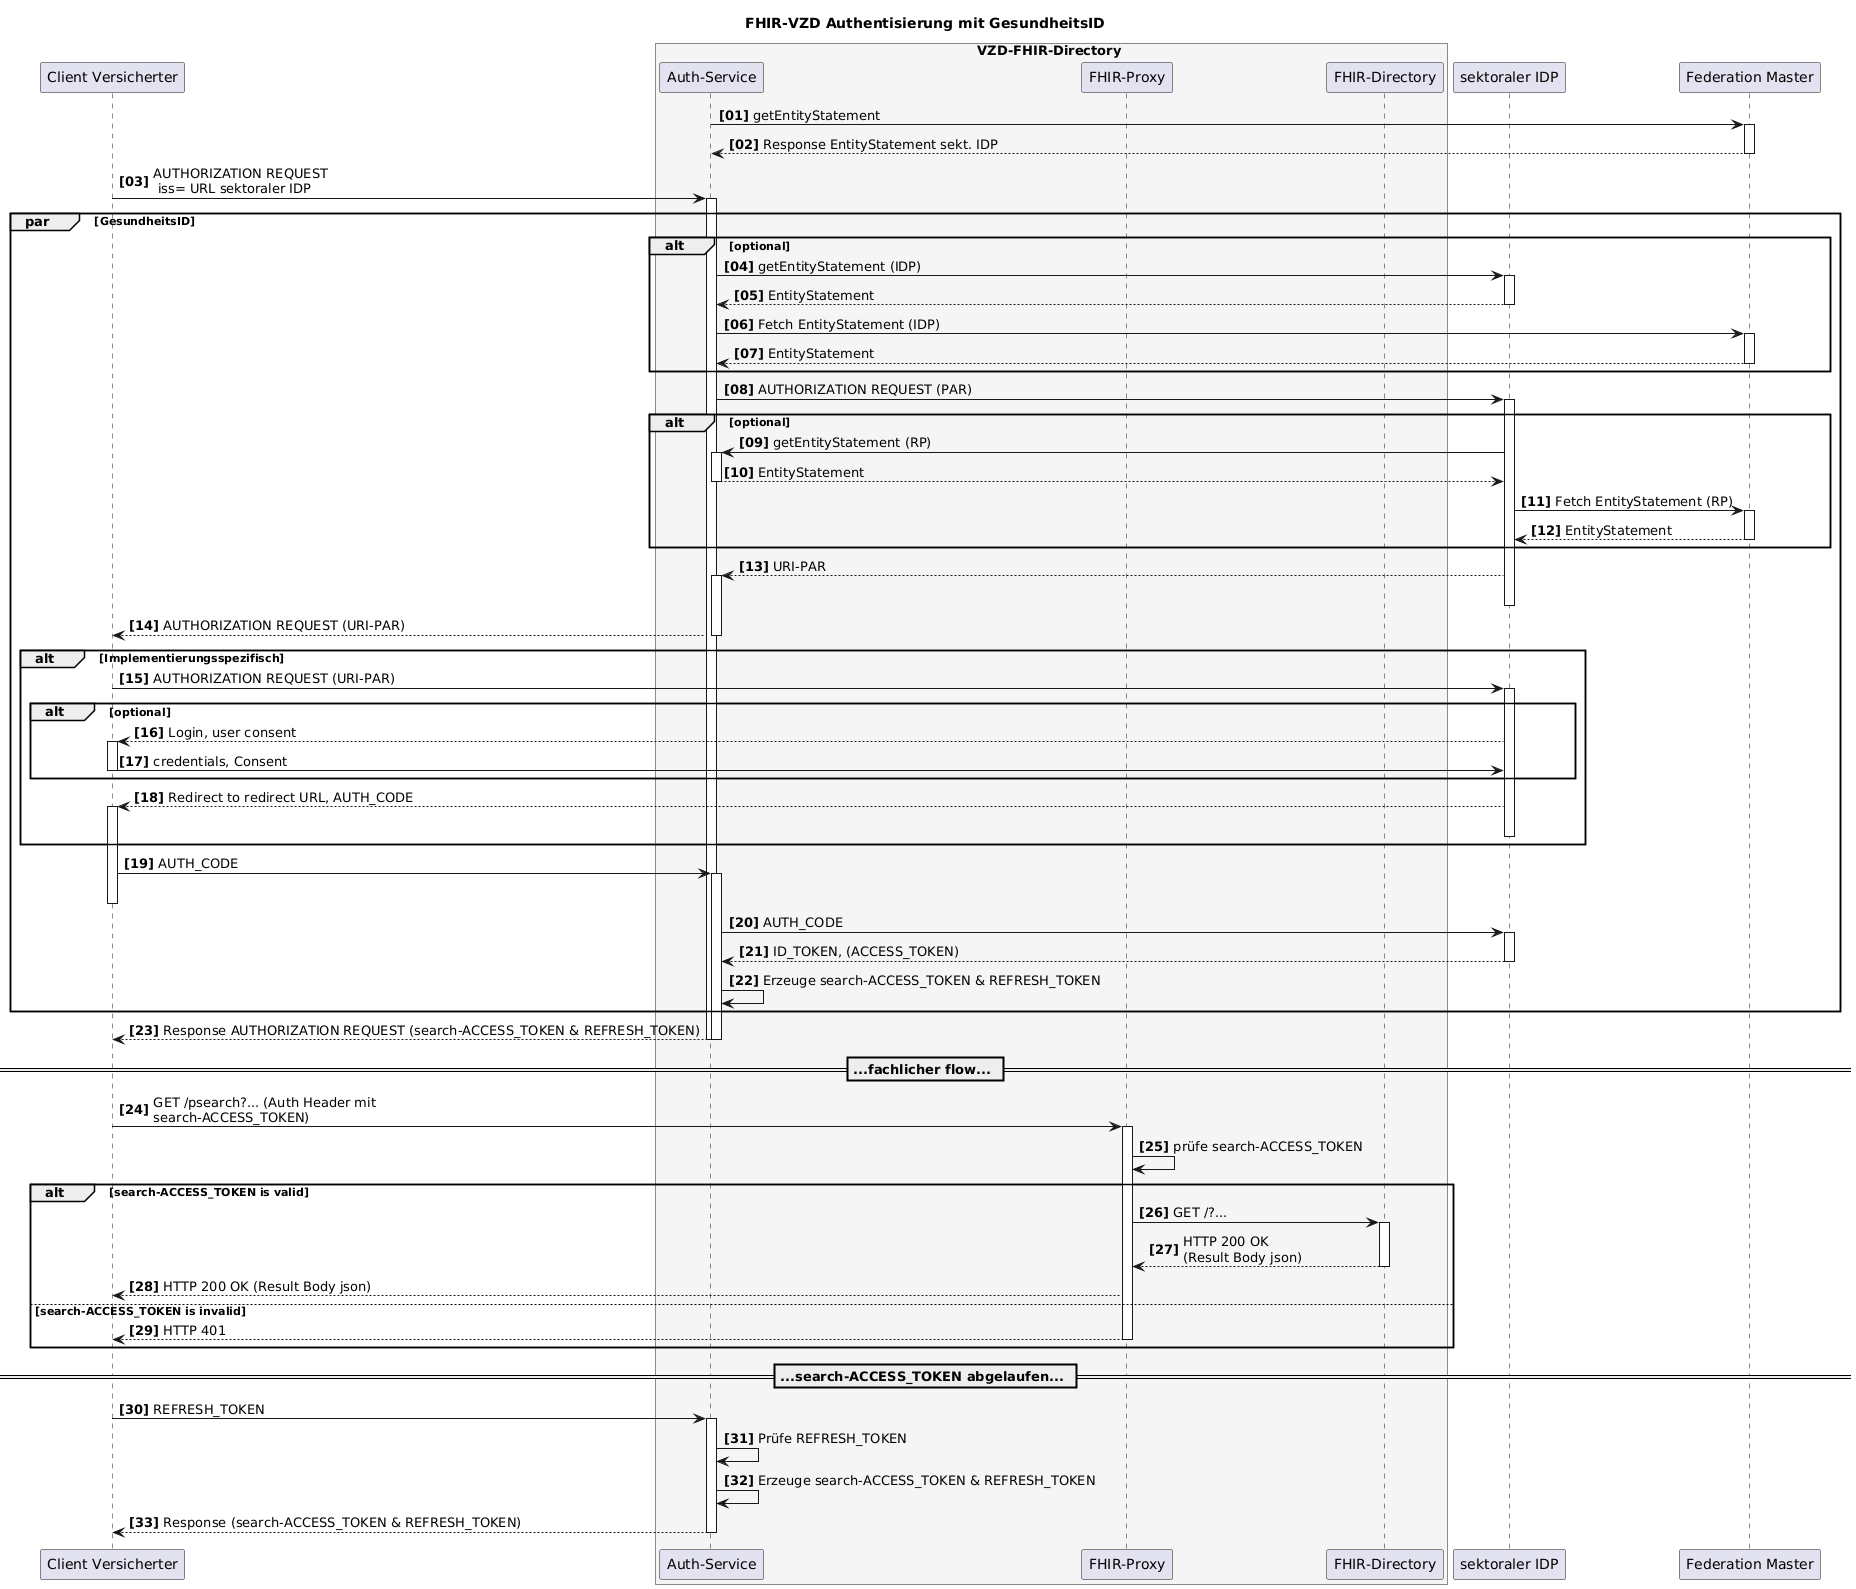 FHIR-VZD Authentisierung mit GesundheitsID
VZD-FHIR-Directory
Client Versicherter
Auth-Service
FHIR-Proxy
FHIR-Directory
sektoraler IDP
Federation Master
[01] getEntityStatement
[02] Response EntityStatement sekt. IDP
[03] AUTHORIZATION REQUEST
iss= URL sektoraler IDP
par [GesundheitsID]
alt [optional]
[04] getEntityStatement (IDP)
[05] EntityStatement
[06] Fetch EntityStatement (IDP)
[07] EntityStatement
[08] AUTHORIZATION REQUEST (PAR)
alt [optional]
[09] getEntityStatement (RP)
[10] EntityStatement
[11] Fetch EntityStatement (RP)
[12] EntityStatement
[13] URI-PAR
[14] AUTHORIZATION REQUEST (URI-PAR)
alt [Implementierungsspezifisch]
[15] AUTHORIZATION REQUEST (URI-PAR)
alt [optional]
[16] Login, user consent
[17] credentials, Consent
[18] Redirect to redirect URL, AUTH_CODE
[19] AUTH_CODE
[20] AUTH_CODE
[21] ID_TOKEN, (ACCESS_TOKEN)
[22] Erzeuge search-ACCESS_TOKEN & REFRESH_TOKEN
[23] Response AUTHORIZATION REQUEST (search-ACCESS_TOKEN & REFRESH_TOKEN)
...fachlicher flow...
[24] GET /psearch?... (Auth Header mit
search-ACCESS_TOKEN)
[25] prüfe search-ACCESS_TOKEN
alt [search-ACCESS_TOKEN is valid]
[26] GET /?...
[27] HTTP 200 OK
(Result Body json)
[28] HTTP 200 OK (Result Body json)
[search-ACCESS_TOKEN is invalid]
[29] HTTP 401
...search-ACCESS_TOKEN abgelaufen...
[30] REFRESH_TOKEN
[31] Prüfe REFRESH_TOKEN
[32] Erzeuge search-ACCESS_TOKEN & REFRESH_TOKEN
[33] Response (search-ACCESS_TOKEN & REFRESH_TOKEN)
Client Versicherter
Auth-Service
FHIR-Proxy
FHIR-Directory
sektoraler IDP
Federation Master